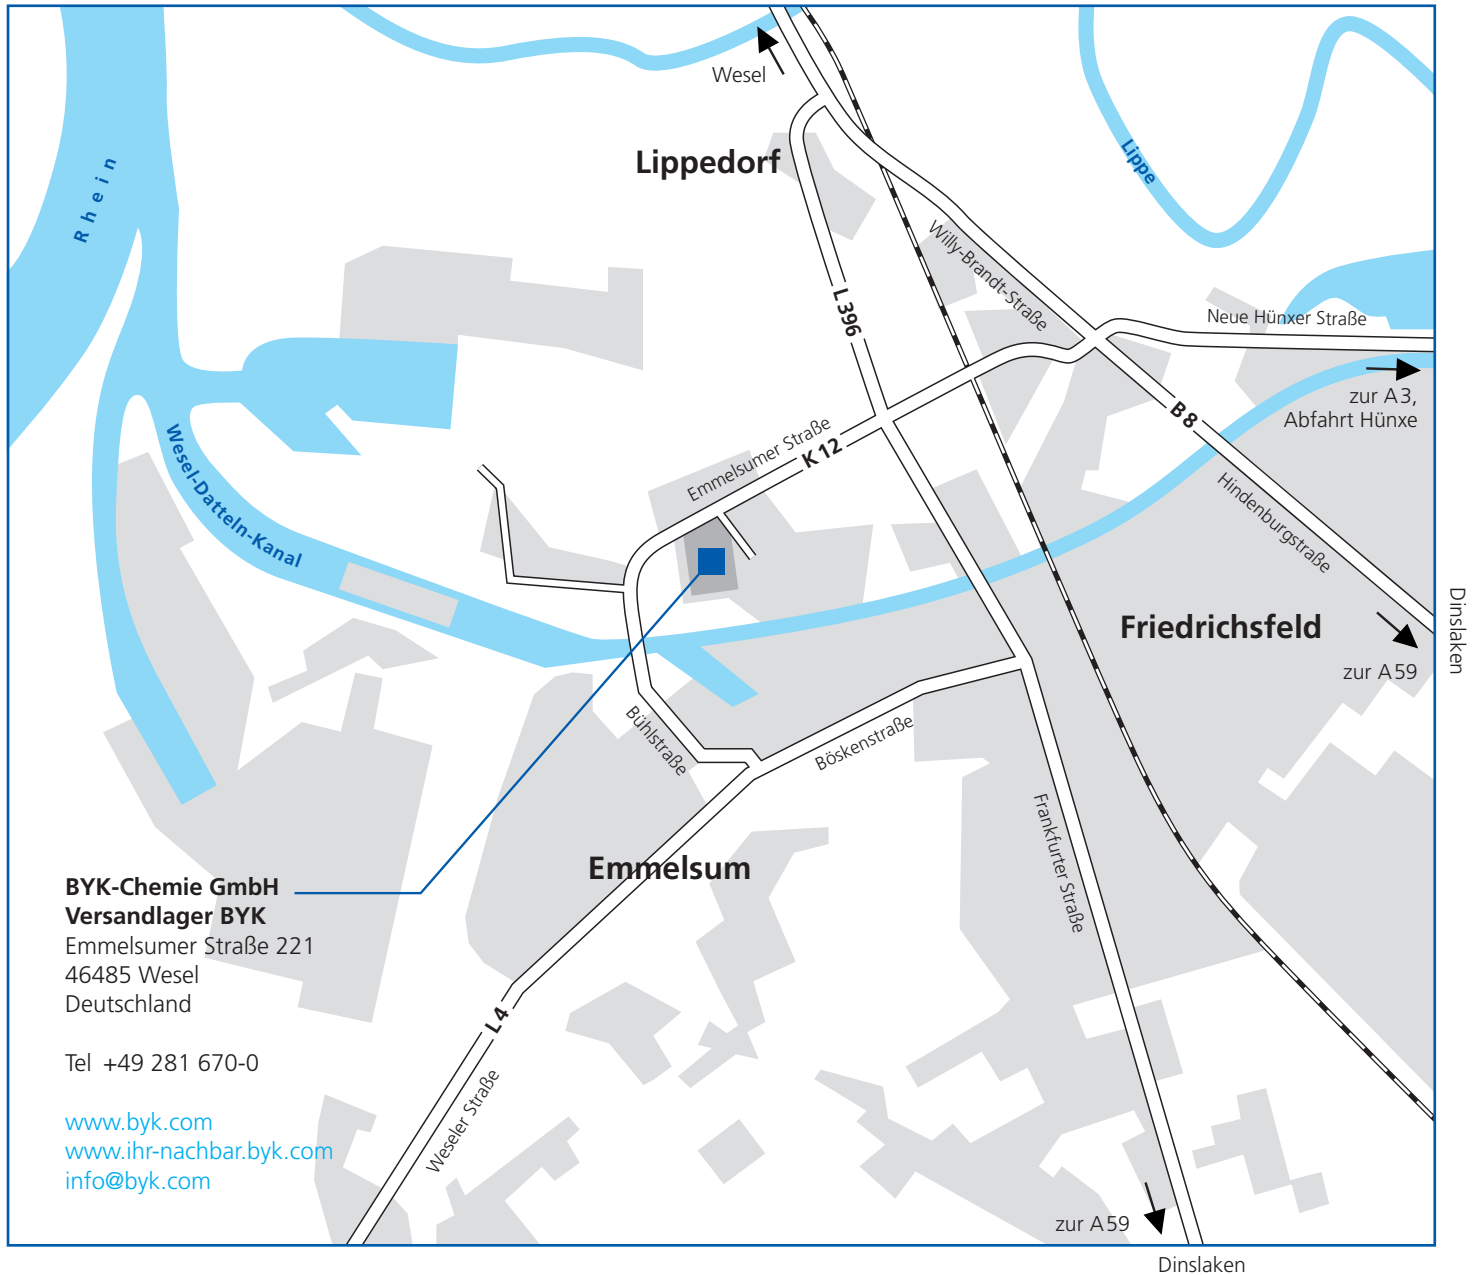 Wesel
Lippedorf
Rhein
Lippe
Willy-Brandt-Straße
L 396
Neue Hünxer Straße
zur A 3,
Abfahrt Hünxe
B 8
Emmelsumer Straße
K 12
Wesel-Datteln-Kanal
Hindenburgstraße
Friedrichsfeld
Dinslaken
zur A 59
Bühlstraße
Böskenstraße
Frankfurter Straße
Emmelsum
BYK-Chemie GmbH
Versandlager BYK
Emmelsumer Straße 221
46485 Wesel
Deutschland
Tel +49 281 670-0
www.byk.com
www.ihr-nachbar.byk.com
info@byk.com
L 4
Weseler Straße
zur A 59
Dinslaken